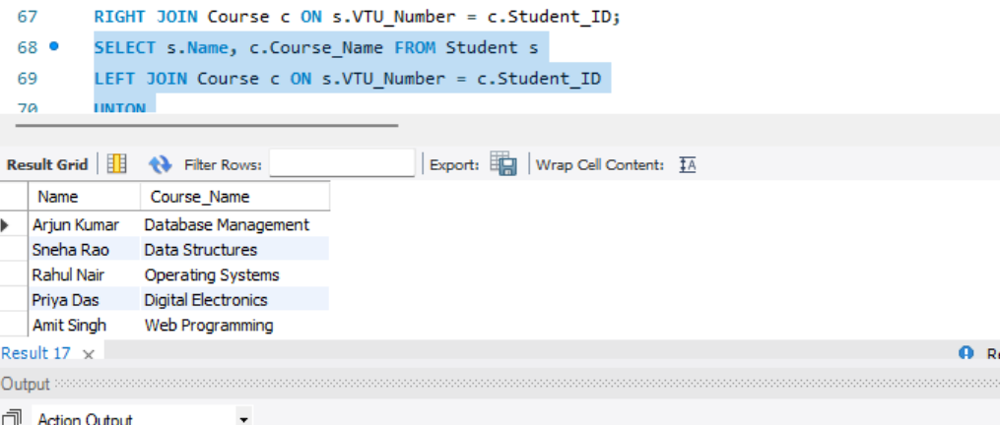 67 RIGHT JOIN Course c ON s.VTU_Number = c.Student_ID;
68 SELECT s.Name, c.Course_Name FROM Student s
69 LEFT JOIN Course c ON s.VTU_Number = c.Student_ID
70 UNION
Result Grid Filter Rows: Export: Wrap Cell Content: IA
Name Course_Name
Arjun Kumar Database Management
Sneha Rao Data Structures
Rahul Nair Operating Systems
Priya Das Digital Electronics
Amit Singh Web Programming
Result 17 ×
Output
Action Output